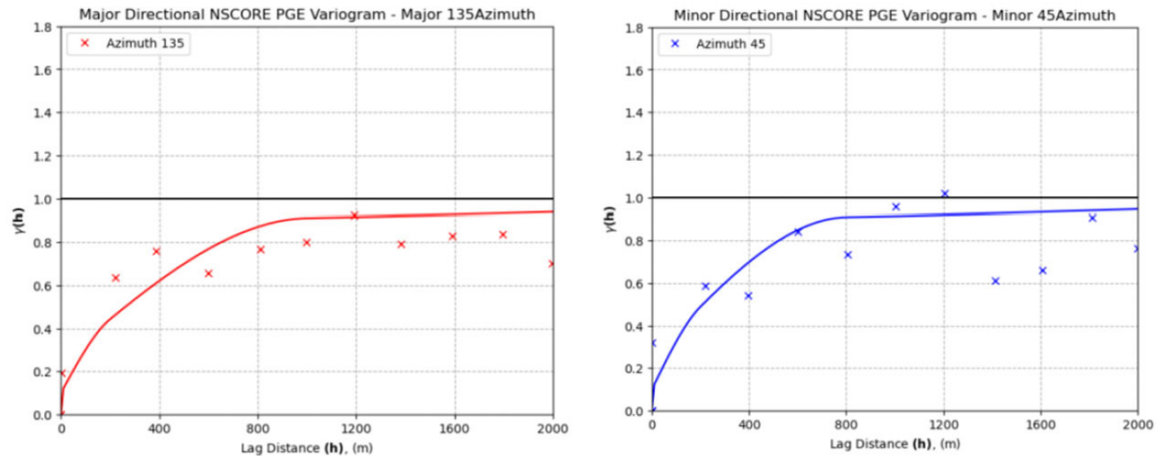 Major Directional NSCORE PGE Variogram - Major 135Azimuth
1.8
Azimuth 135
1.6
1.4
1.2
1.0
0.8
0.6
0.4
0.2
0.0
γ(h)
0 400 800 1200 1600 2000
Lag Distance (h), (m)
Minor Directional NSCORE PGE Variogram - Minor 45Azimuth
1.8
Azimuth 45
1.6
1.4
1.2
1.0
0.8
0.6
0.4
0.2
0.0
γ(h)
0 400 800 1200 1600 2000
Lag Distance (h), (m)